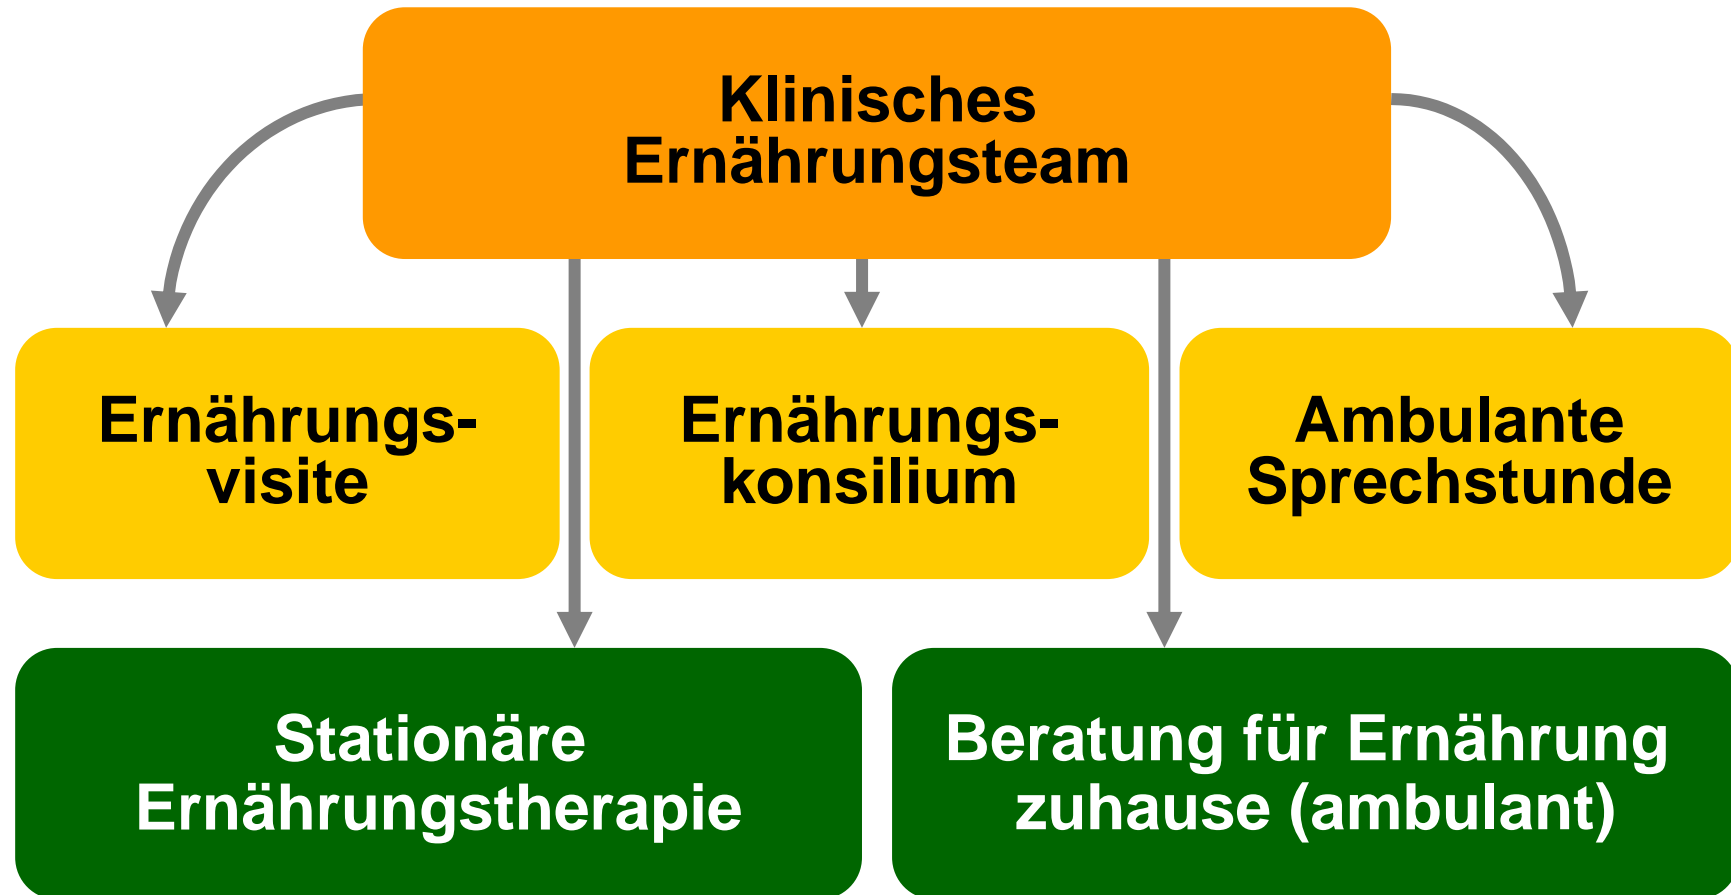 Klinisches
Ernährungsteam
Ernährungs-
visite
Ernährungs-
konsilium
Ambulante
Sprechstunde
Stationäre
Ernährungstherapie
Beratung für Ernährung
zuhause (ambulant)